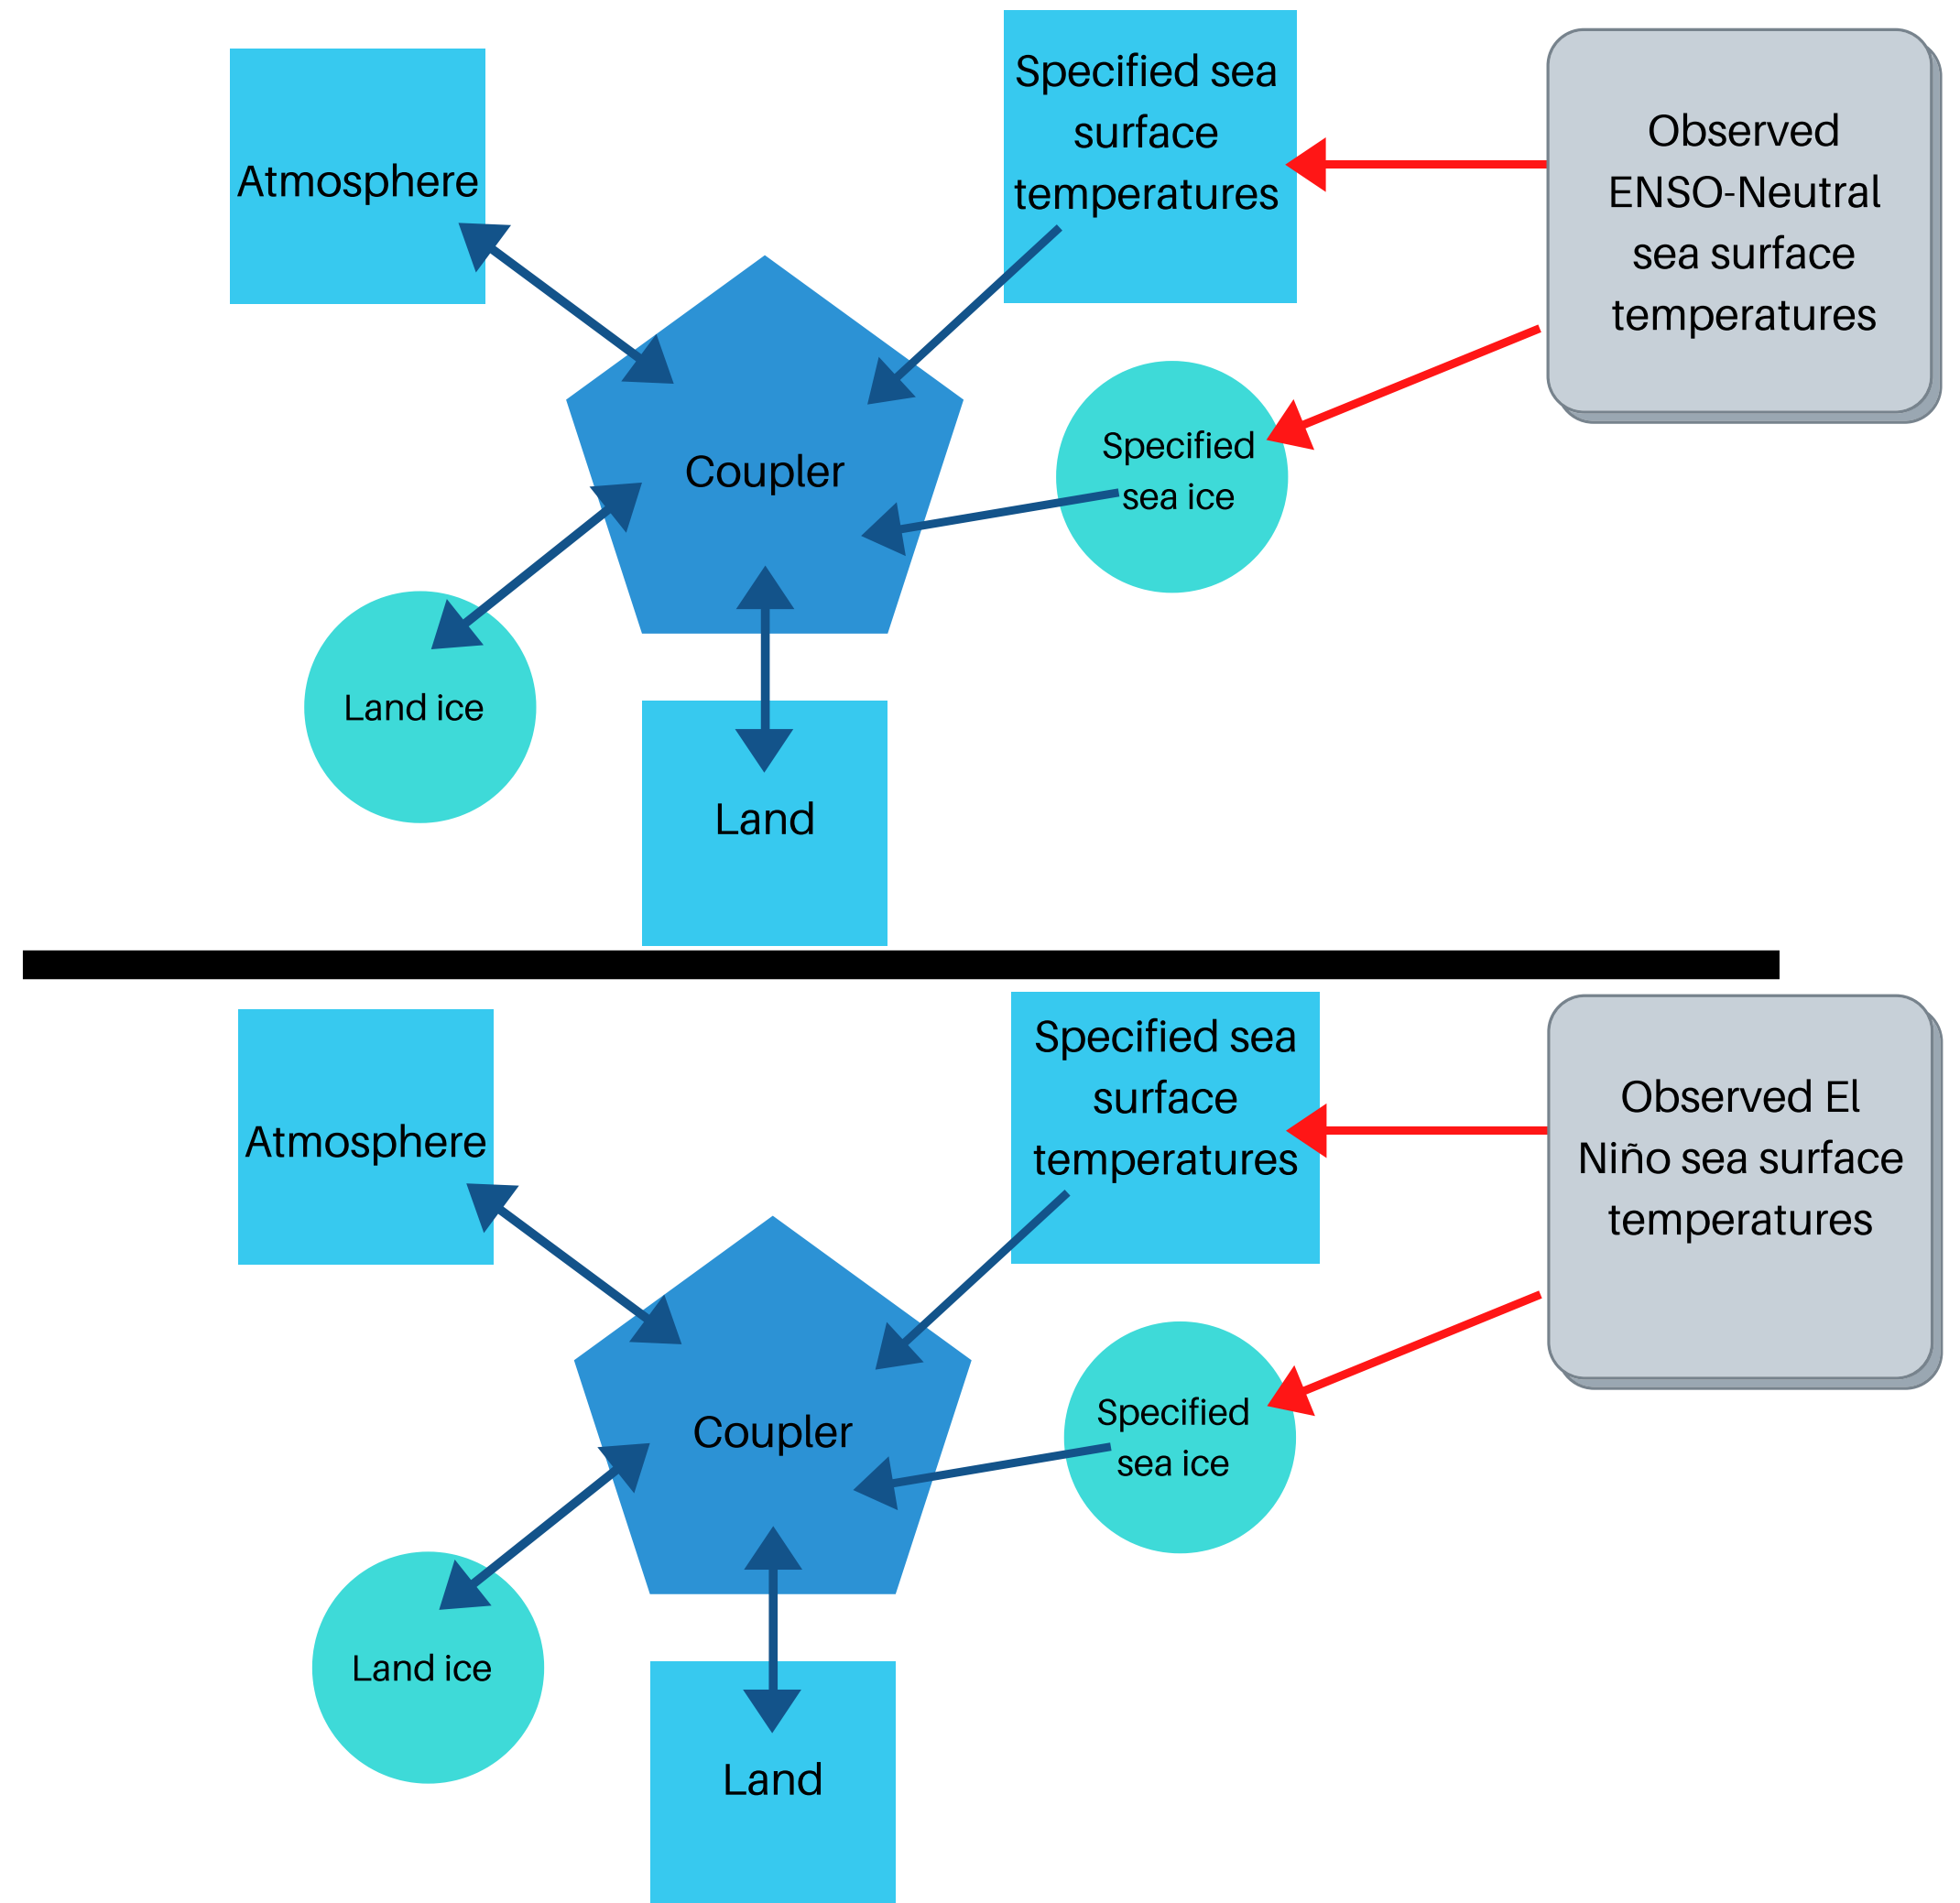 Atmosphere
Specified sea
surface
temperatures
Observed
ENSO-Neutral
sea surface
temperatures
Coupler
Specified
sea ice
Land ice
Land
Atmosphere
Specified sea
surface
temperatures
Observed El
Niño sea surface
temperatures
Coupler
Specified
sea ice
Land ice
Land